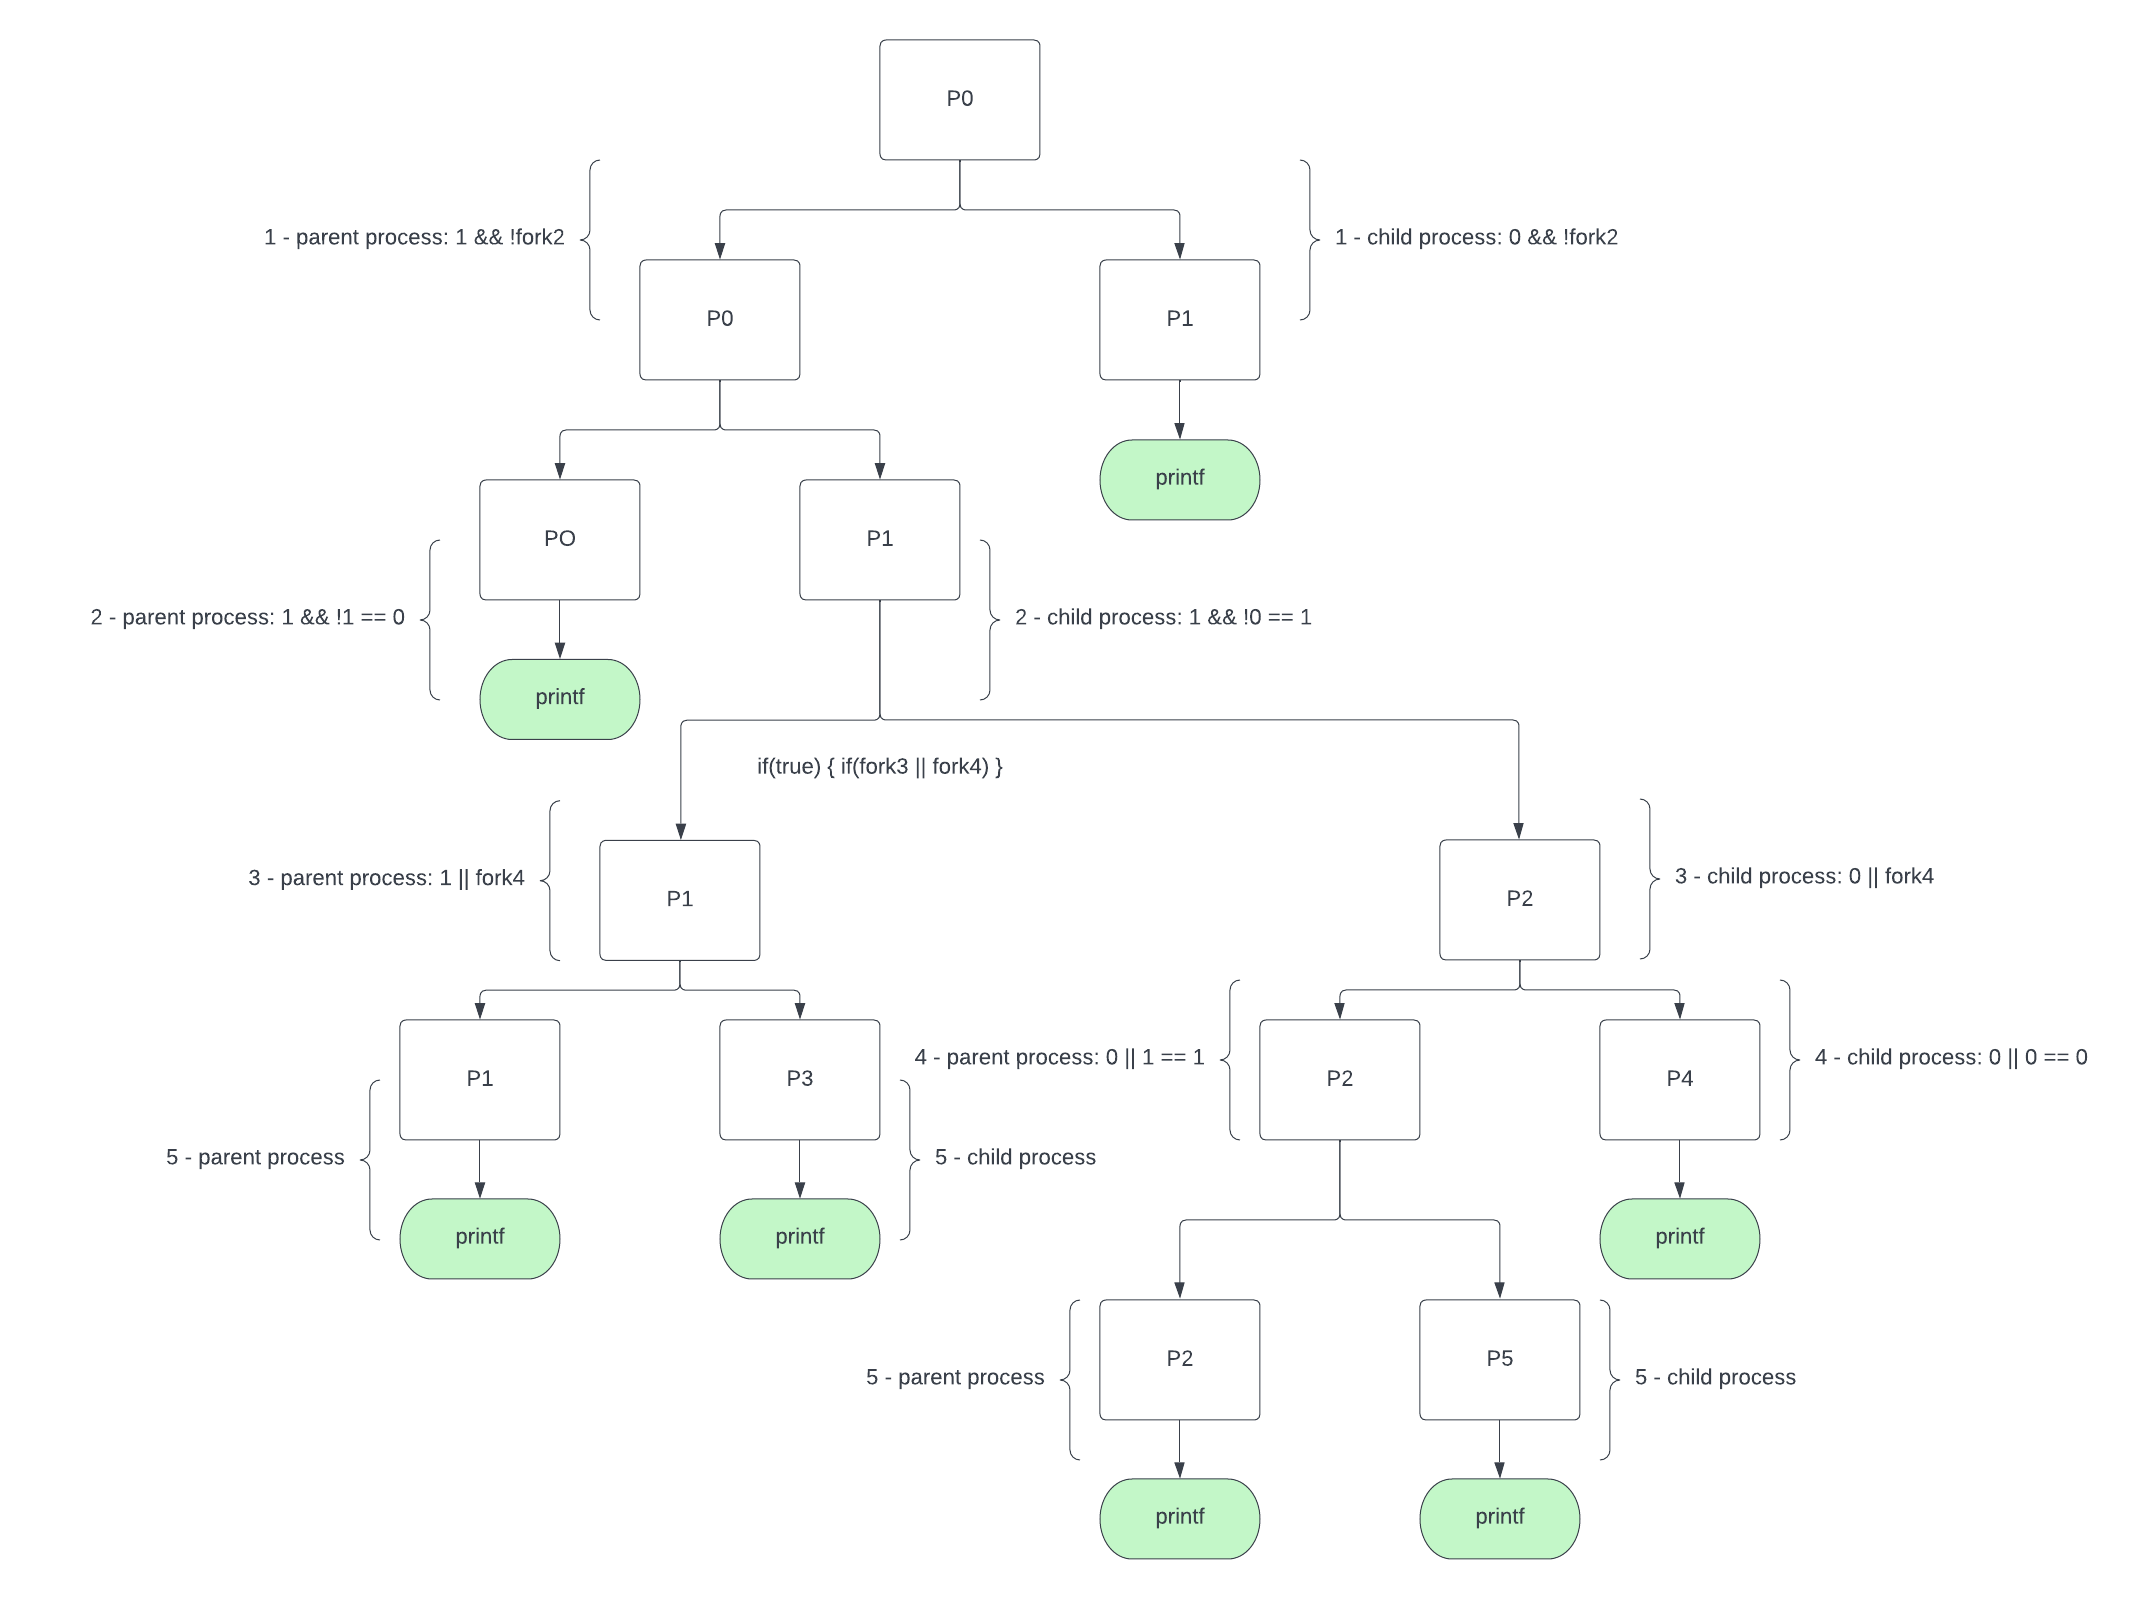 P0
1 - parent process: 1 && !fork2
1 - child process: 0 && !fork2
P0
P1
printf
PO
P1
2 - parent process: 1 && !1 == 0
2 - child process: 1 && !0 == 1
printf
if(true) { if(fork3 || fork4) }
3 - parent process: 1 || fork4
P1
P2
3 - child process: 0 || fork4
P1
P3
4 - parent process: 0 || 1 == 1
P2
P4
4 - child process: 0 || 0 == 0
5 - parent process
5 - child process
printf
printf
printf
5 - parent process
P2
P5
5 - child process
printf
printf